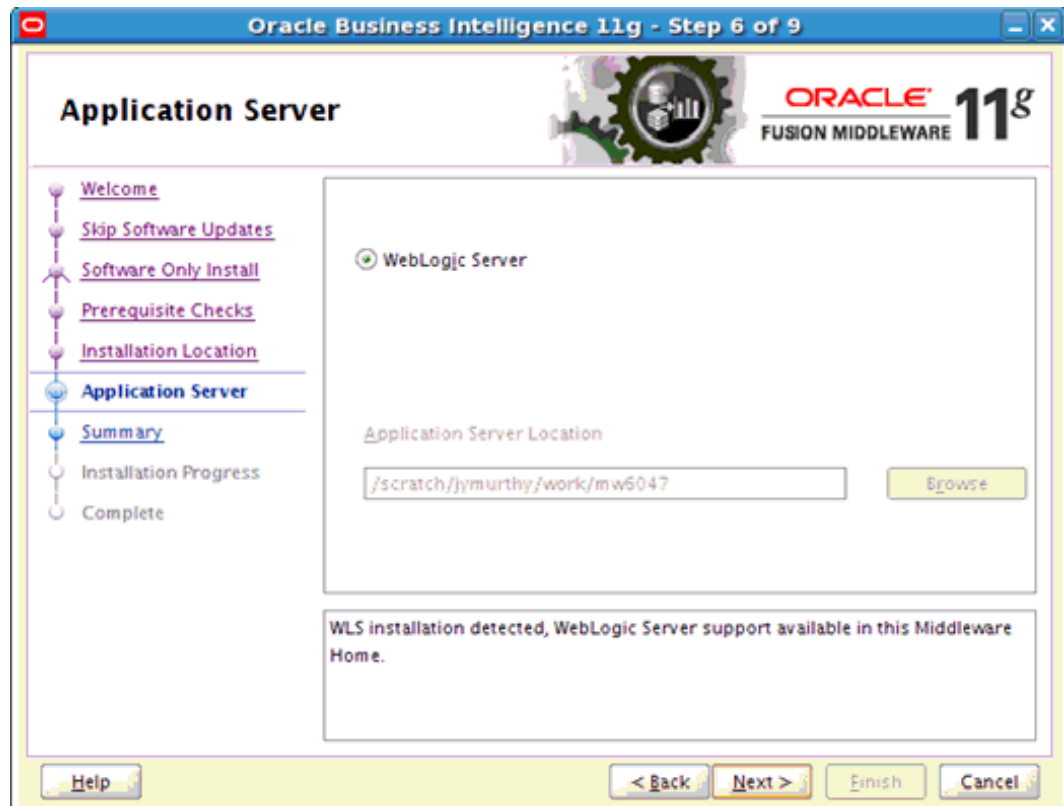 Oracle Business Intelligence 11g - Step 6 of 9
Application Server
ORACLE
FUSION MIDDLEWARE 11g
Welcome
Skip Software Updates
Software Only Install
Prerequisite Checks
Installation Location
Application Server
Summary
Installation Progress
Complete
WebLogic Server
Application Server Location
/scratch/jymurthy/work/mw6047
Browse
WLS installation detected, WebLogic Server support available in this Middleware
Home.
Help
< Back
Next >
Finish
Cancel